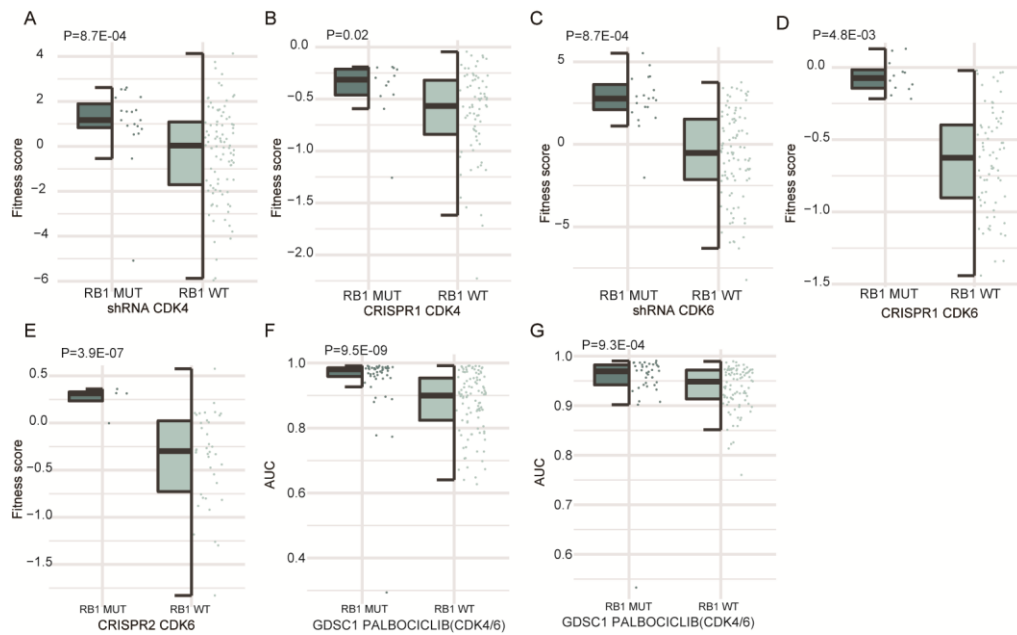 A
P=8.7E-04
Fitness score
4
2
0
−2
−4
−6
RB1 MUT RB1 WT
shRNA CDK4
B
P=0.02
Fitness score
0.0
−0.5
−1.0
−1.5
−2.0
RB1 MUT RB1 WT
CRISPR1 CDK4
C
P=8.7E-04
Fitness score
5
0
−5
RB1 MUT RB1 WT
shRNA CDK6
D
P=4.8E-03
Fitness score
0.0
−0.5
−1.0
−1.5
RB1 MUT RB1 WT
CRISPR1 CDK6
E
P=3.9E-07
Fitness score
0.5
0.0
−0.5
−1.0
−1.5
RB1 MUT RB1 WT
CRISPR2 CDK6
F
P=9.5E-09
AUC
1.0
0.8
0.6
0.4
RB1 MUT RB1 WT
GDSC1 PALBOCICLIB(CDK4/6)
G
P=9.3E-04
AUC
1.0
0.9
0.8
0.7
0.6
RB1 MUT RB1 WT
GDSC1 PALBOCICLIB(CDK4/6)